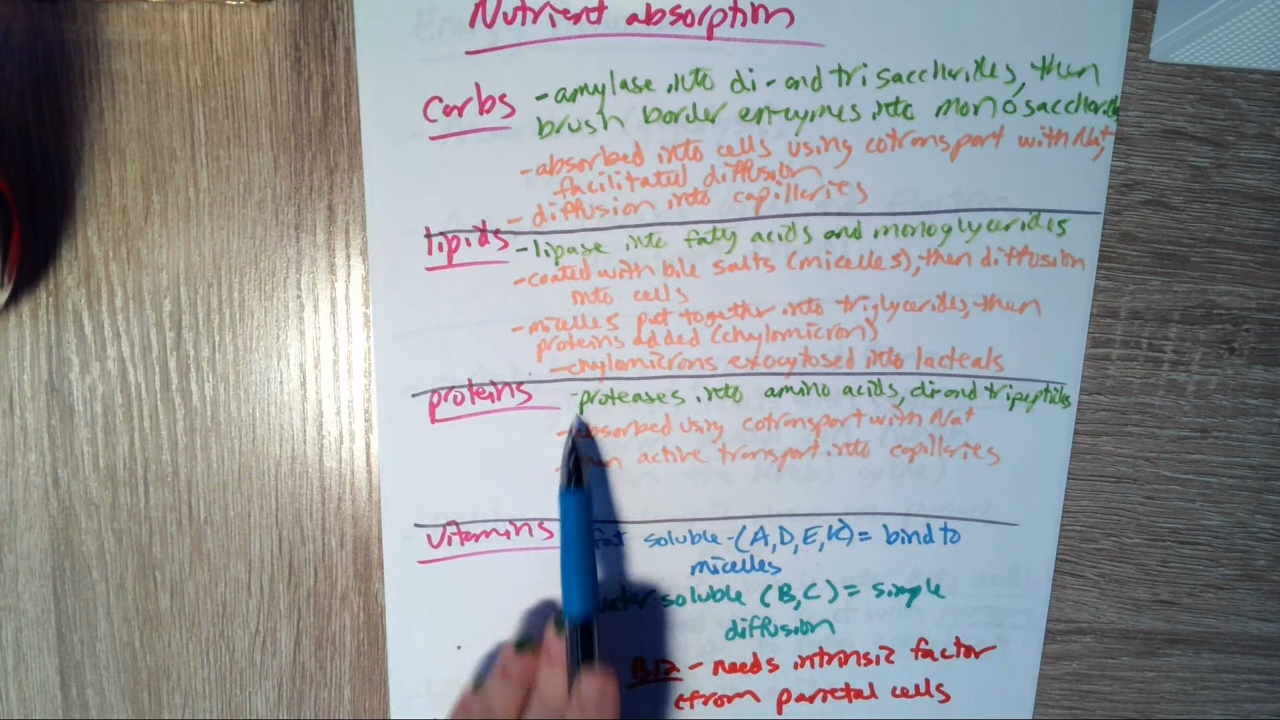 Nutrient absorption
Carbs - amylase into di- and trisaccharides, then
brush border enzymes into monosaccharid
- absorbed into cells using cotransport with Na+,
facilitated diffusion
- diffusion into capillaries
lipids - lipase into fatty acids and monoglycerides
- coated with bile salts (micelles), then diffusion
into cells
- micelles put together into triglycerides, then
proteins added (chylomicron)
- chylomicrons exocytosed into lacteals
proteins - proteases into amino acids, di and tripeptides
- absorbed using cotransport with Na+
active transport into capillaries
vitamins fat soluble - (A, D, E, K) = bind to
micelles
water soluble (B, C) = simple
diffusion
B12 - needs intrinsic factor
from parietal cells